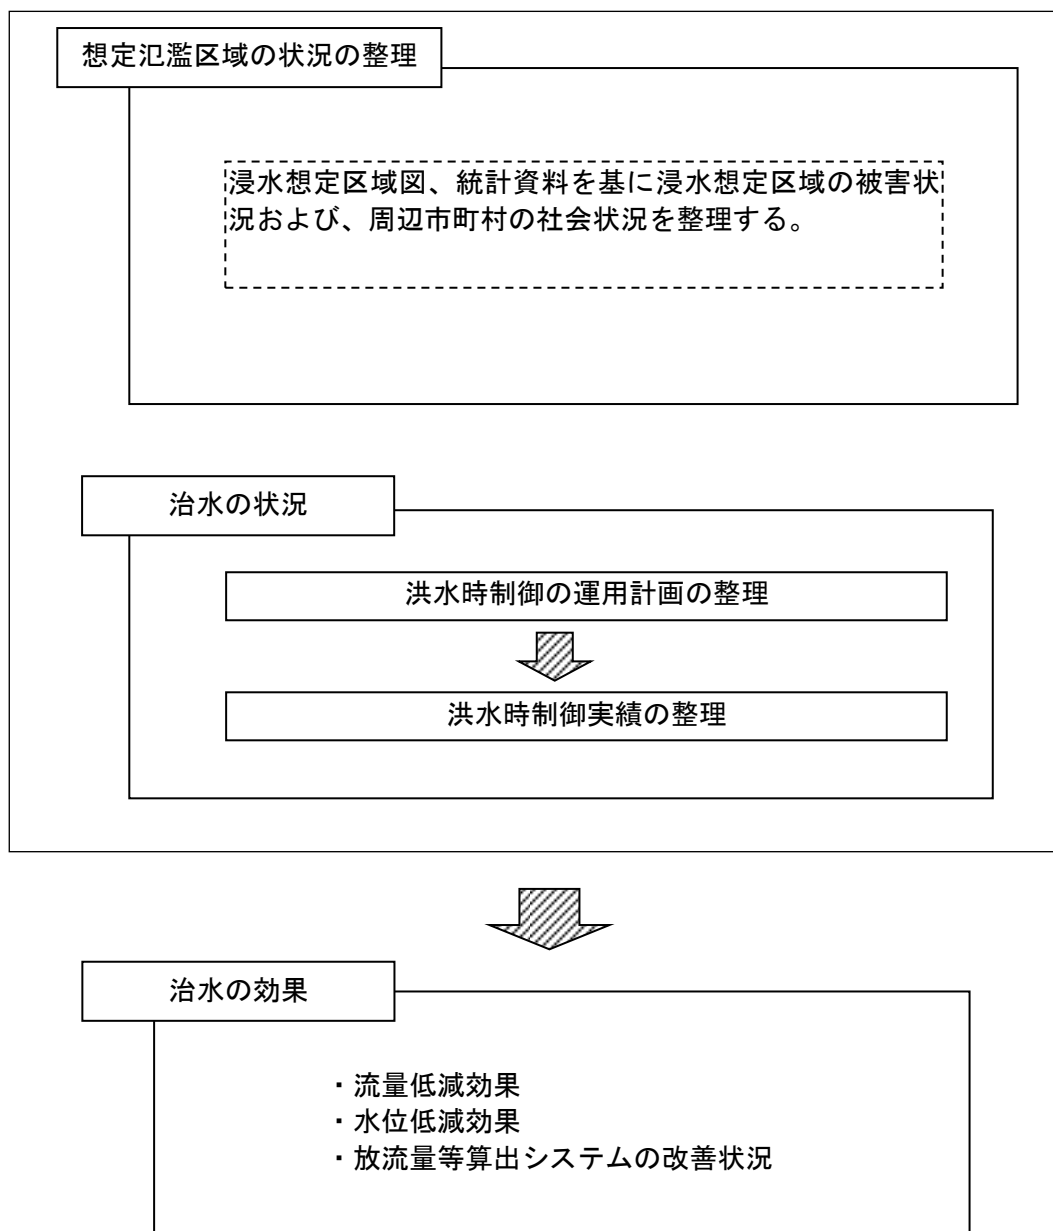 想定氾濫区域の状況の整理
浸水想定区域図、統計資料を基に浸水想定区域の被害状
況および、周辺市町村の社会状況を整理する。
治水の状況
洪水時制御の運用計画の整理
洪水時制御実績の整理
治水の効果
・流量低減効果
・水位低減効果
・放流量等算出システムの改善状況